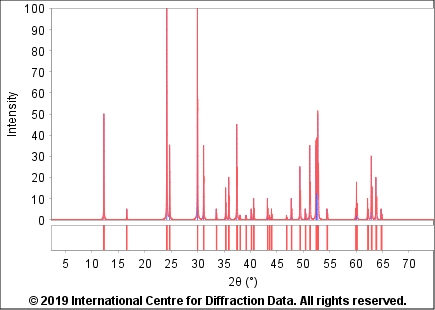 100
90
80
70
60
50
40
30
20
10
0
Intensity
5 10 15 20 25 30 35 40 45 50 55 60 65 70
2θ (°)
© 2019 International Centre for Diffraction Data. All rights reserved.